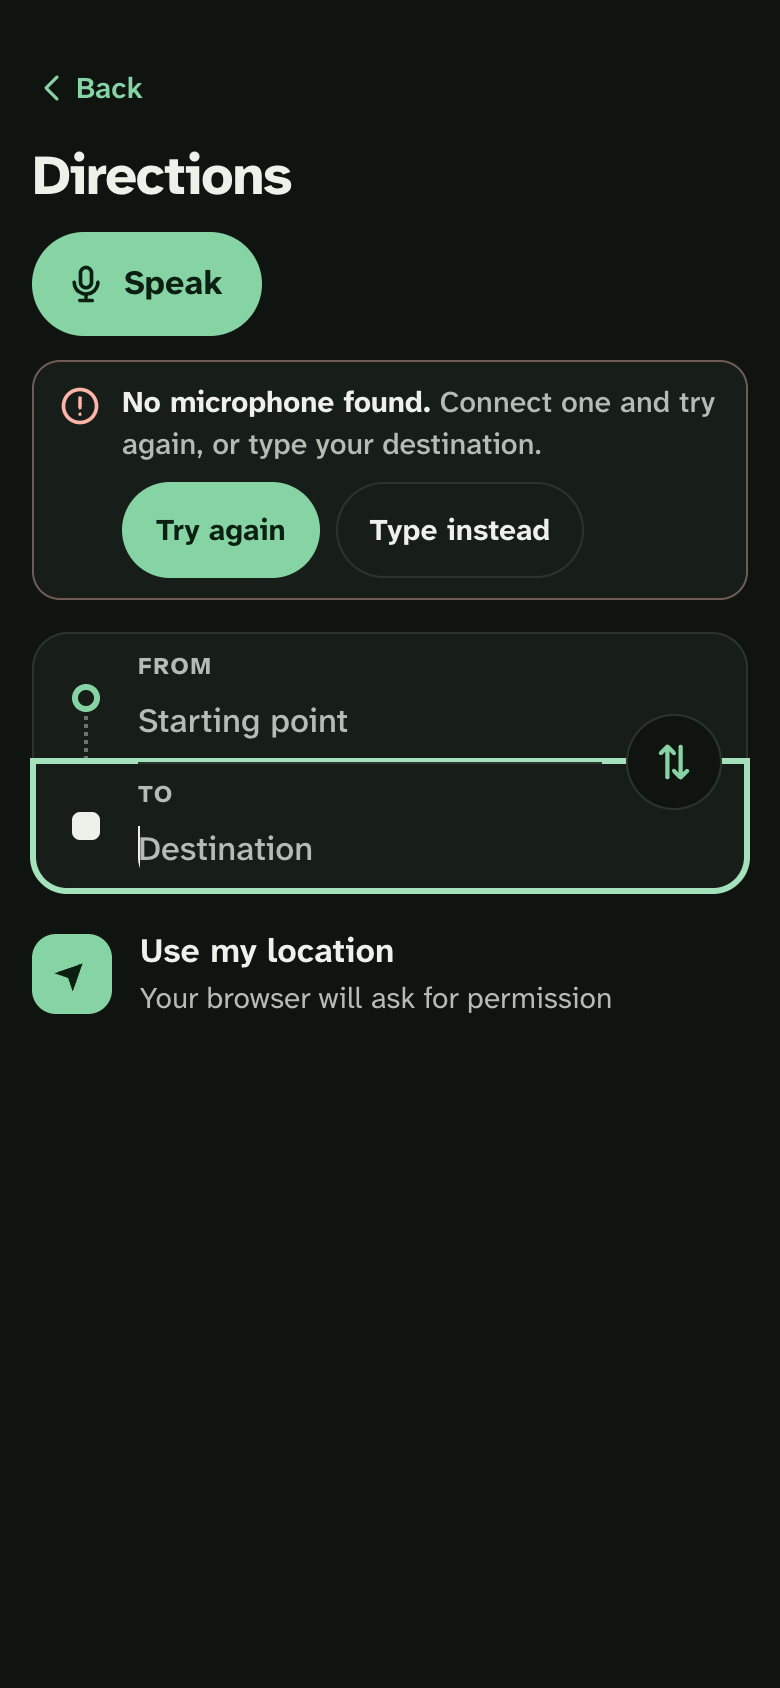 Back
Directions
Speak
No microphone found. Connect one and try
again, or type your destination.
Try again
Type instead
FROM
Starting point
TO
Destination
Use my location
Your browser will ask for permission